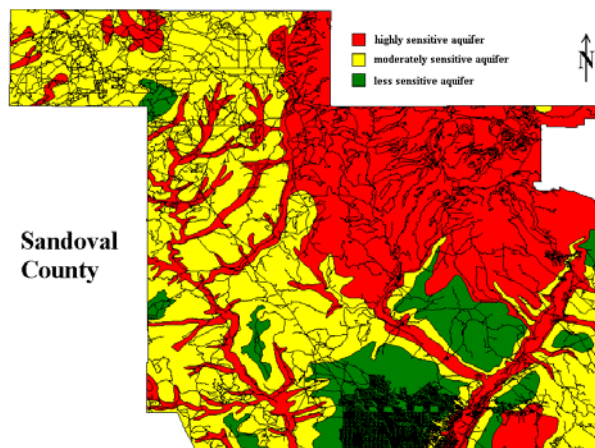 highly sensitive aquifer
moderately sensitive aquifer
less sensitive aquifer
N
Sandoval
County